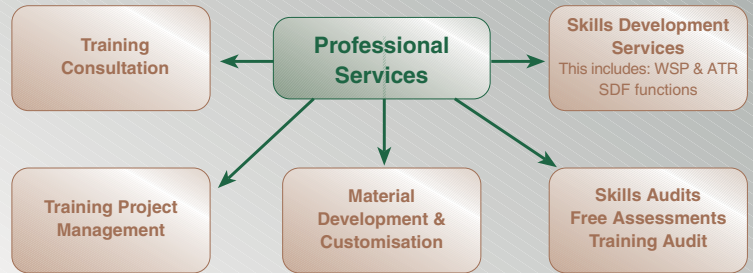 Training
Consultation
Professional
Services
Skills Development
Services
This includes: WSP & ATR
SDF functions
Training Project
Management
Material
Development &
Customisation
Skills Audits
Free Assessments
Training Audit